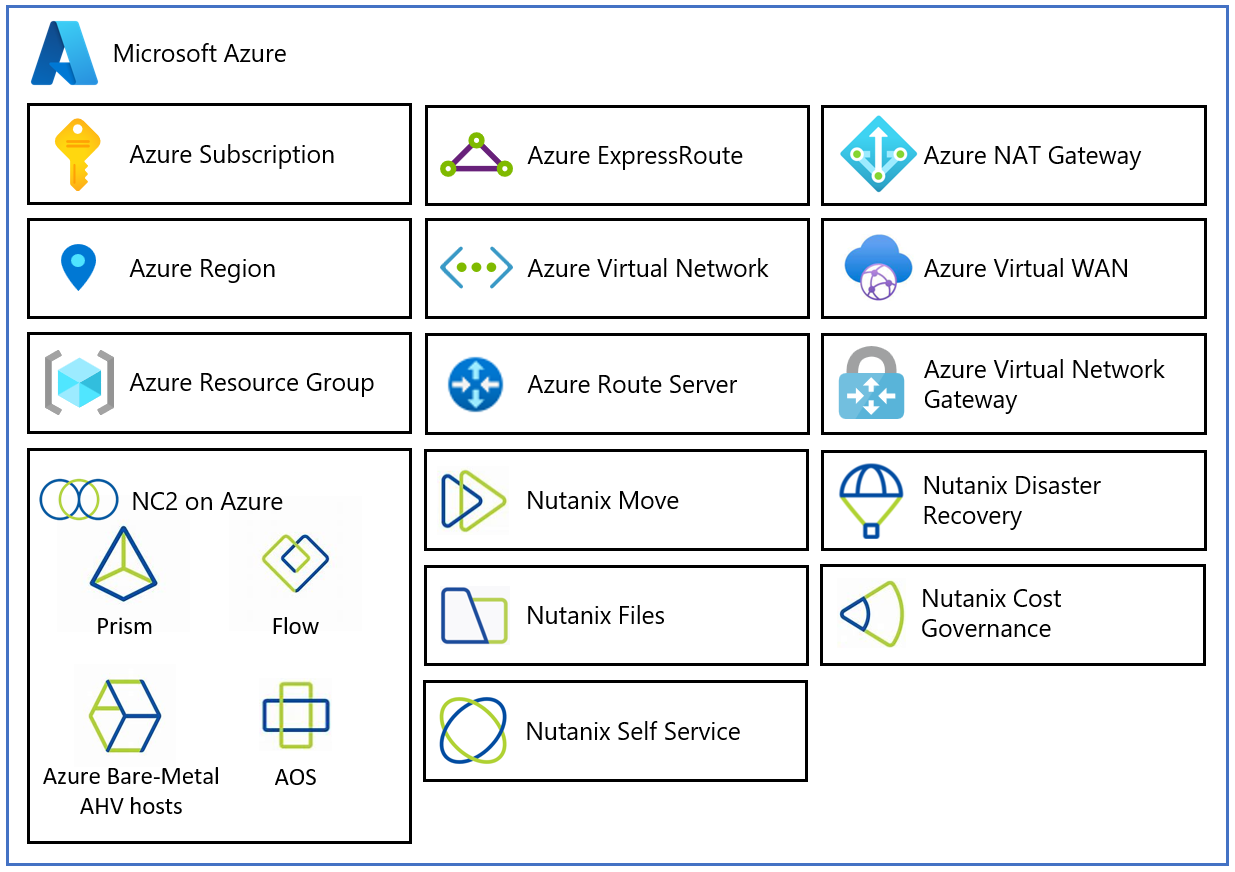 Microsoft Azure
Azure Subscription
Azure ExpressRoute
Azure NAT Gateway
Azure Region
Azure Virtual Network
Azure Virtual WAN
Azure Resource Group
Azure Route Server
Azure Virtual Network
Gateway
NC2 on Azure
Prism
Flow
Azure Bare-Metal
AHV hosts
AOS
Nutanix Move
Nutanix Disaster
Recovery
Nutanix Files
Nutanix Cost
Governance
Nutanix Self Service